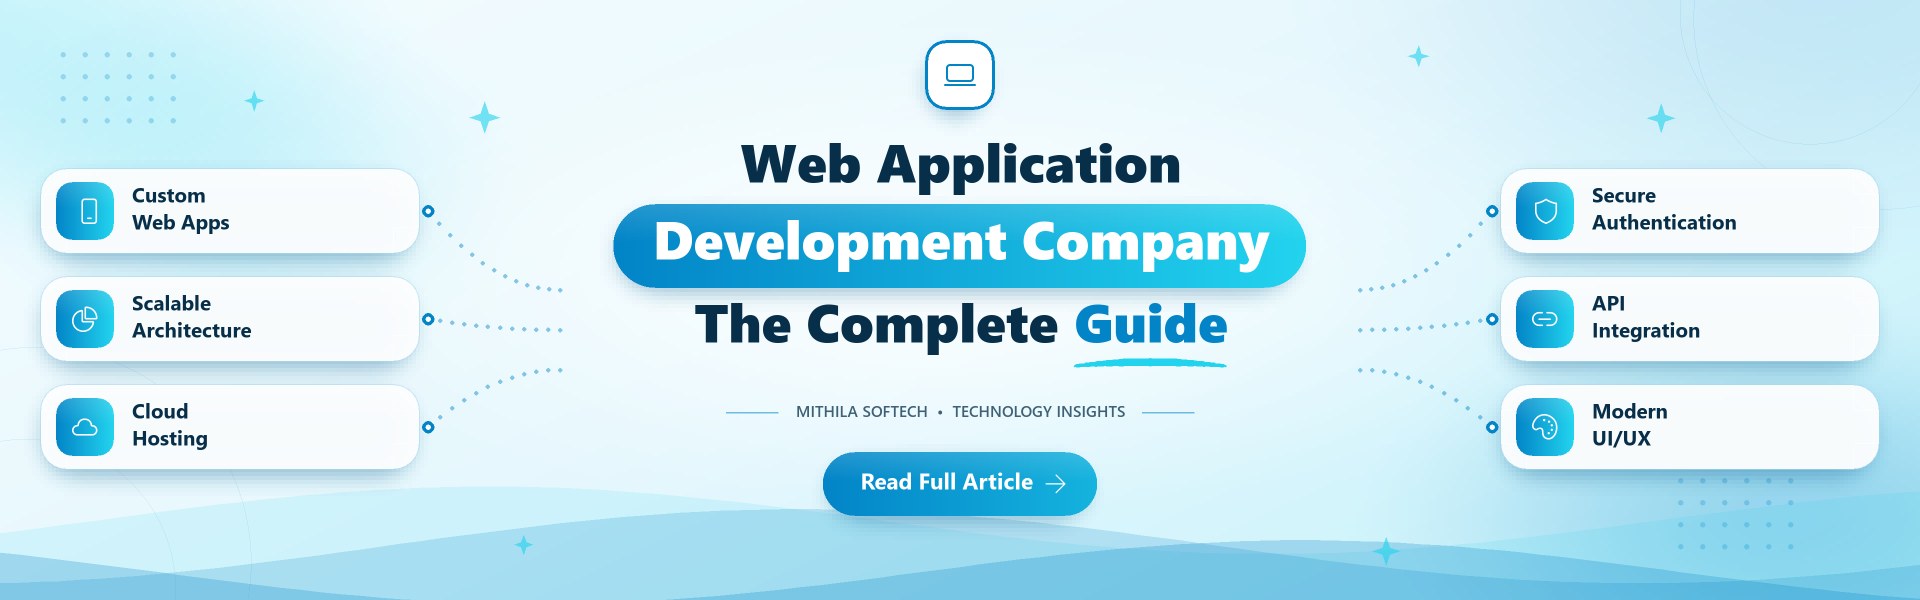 Web Application
Development Company
The Complete Guide
MITHILA SOFTECH • TECHNOLOGY INSIGHTS
Read Full Article →
Custom
Web Apps
Scalable
Architecture
Cloud
Hosting
Secure
Authentication
API
Integration
Modern
UI/UX